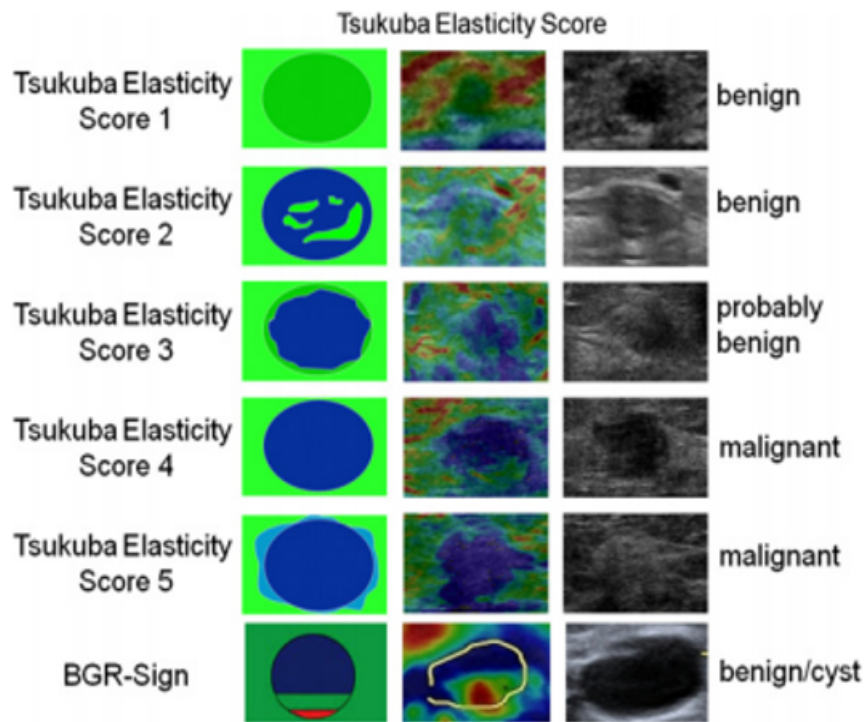 Tsukuba Elasticity Score
Tsukuba Elasticity
Score 1
benign
Tsukuba Elasticity
Score 2
benign
Tsukuba Elasticity
Score 3
probably
benign
Tsukuba Elasticity
Score 4
malignant
Tsukuba Elasticity
Score 5
malignant
BGR-Sign
benign/cyst